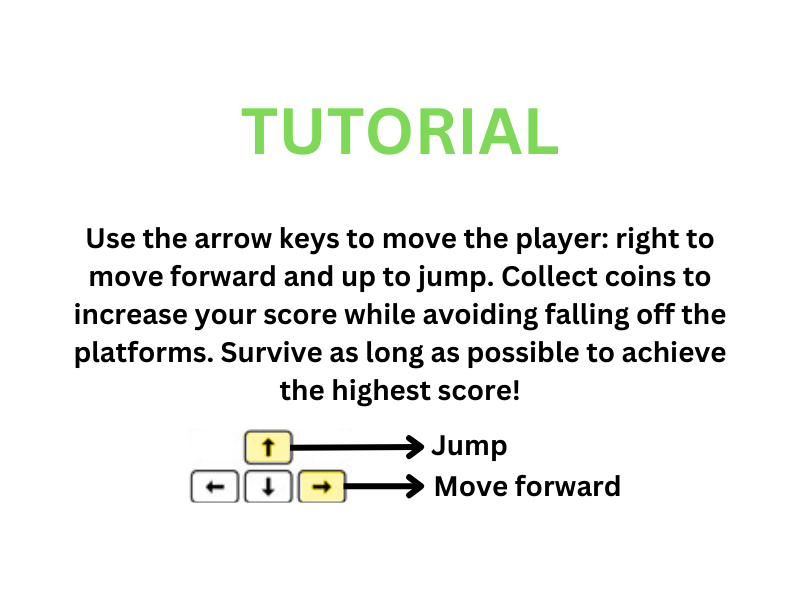 TUTORIAL
Use the arrow keys to move the player: right to
move forward and up to jump. Collect coins to
increase your score while avoiding falling off the
platforms. Survive as long as possible to achieve
the highest score!
↑ Jump
← ↓ → Move forward